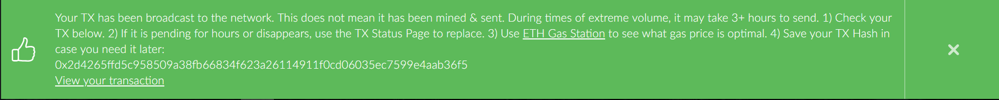 Your TX has been broadcast to the network. This does not mean it has been mined & sent. During times of extreme volume, it may take 3+ hours to send. 1) Check your
TX below. 2) If it is pending for hours or disappears, use the TX Status Page to replace. 3) Use ETH Gas Station to see what gas price is optimal. 4) Save your TX Hash in
case you need it later:
0x2d4265ffd5c958509a38fb66834f623a26114911f0cd06035ec7599e4aab36f5
View your transaction